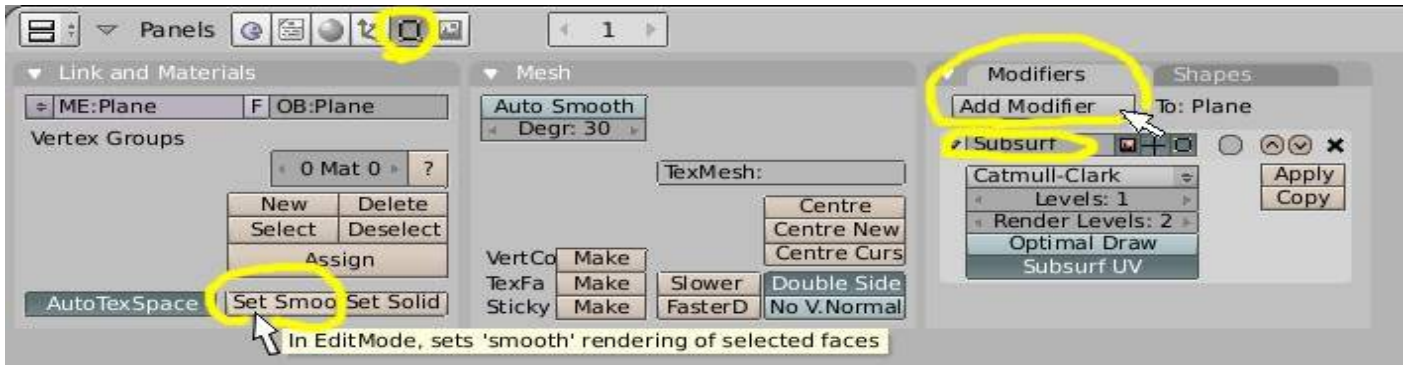 Panels
1
Link and Materials
ME:Plane
F
OB:Plane
Vertex Groups
0 Mat 0
?
New
Delete
Select
Deselect
Assign
AutoTexSpace
Set Smoo
Set Solid
Mesh
Auto Smooth
Degr: 30
TexMesh:
Centre
Centre New
Centre Curs
VertCo
Make
TexFa
Make
Slower
Double Side
Sticky
Make
FasterD
No V.Normal
In EditMode, sets 'smooth' rendering of selected faces
Modifiers
Shapes
Add Modifier
To: Plane
Subsurf
Catmull-Clark
Apply
Levels: 1
Copy
Render Levels: 2
Optimal Draw
Subsurf UV